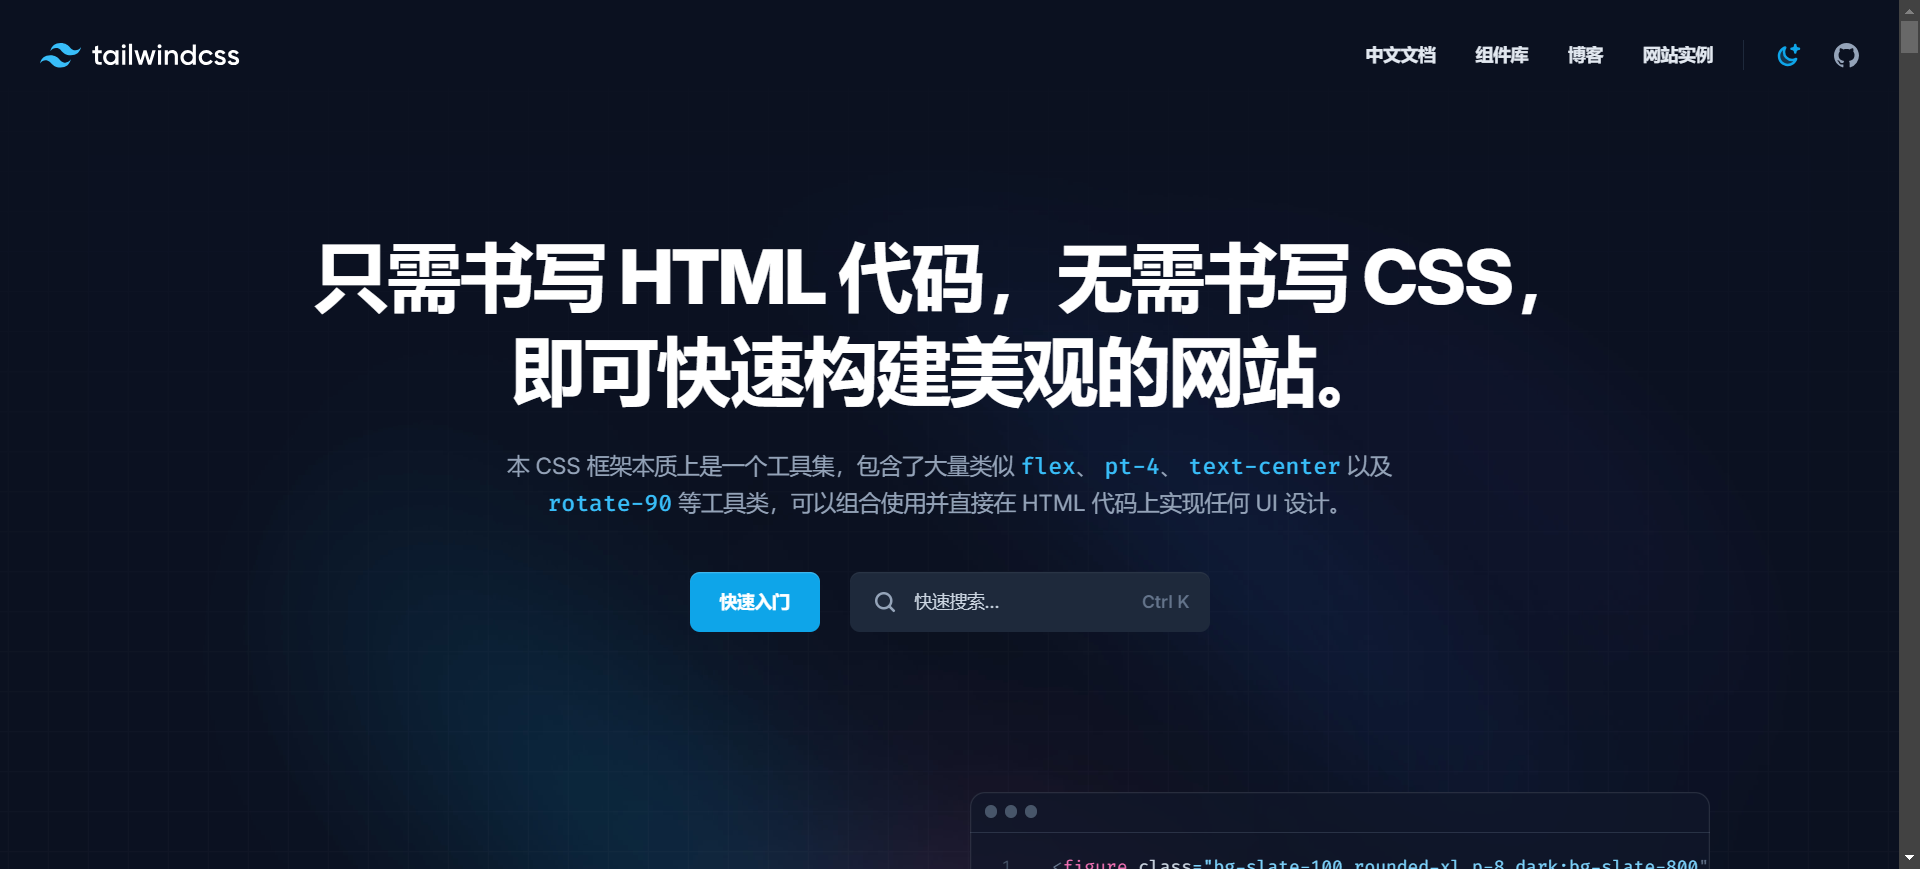 tailwindcss
中文文档 组件库 博客 网站实例
只需书写 HTML 代码，无需书写 CSS，
即可快速构建美观的网站。
本 CSS 框架本质上是一个工具集，包含了大量类似 flex、 pt-4、 text-center 以及
rotate-90 等工具类，可以组合使用并直接在 HTML 代码上实现任何 UI 设计。
快速入门 快速搜索... Ctrl K
1 <figure class="bg-slate-100 rounded-xl p-8 dark:bg-slate-800"